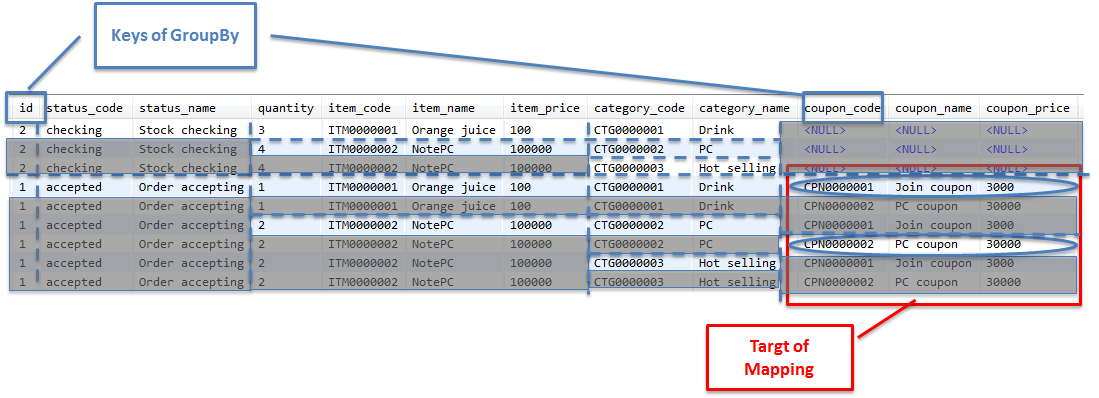 Keys of GroupBy
id status_code status_name quantity item_code item_name item_price category_code category_name coupon_code coupon_name coupon_price
2 checking Stock checking 3 ITM0000001 Orange juice 100 CTG0000001 Drink <NULL> <NULL> <NULL>
2 checking Stock checking 4 ITM0000002 NotePC 100000 CTG0000002 PC <NULL> <NULL> <NULL>
2 checking Stock checking 4 ITM0000002 NotePC 100000 CTG0000003 Hot selling <NULL> <NULL> <NULL>
1 accepted Order accepting 1 ITM0000001 Orange juice 100 CTG0000001 Drink CPN0000001 Join coupon 3000
1 accepted Order accepting 1 ITM0000001 Orange juice 100 CTG0000001 Drink CPN0000002 PC coupon 30000
1 accepted Order accepting 2 ITM0000002 NotePC 100000 CTG0000002 PC CPN0000001 Join coupon 3000
1 accepted Order accepting 2 ITM0000002 NotePC 100000 CTG0000002 PC CPN0000002 PC coupon 30000
1 accepted Order accepting 2 ITM0000002 NotePC 100000 CTG0000003 Hot selling CPN0000001 Join coupon 3000
1 accepted Order accepting 2 ITM0000002 NotePC 100000 CTG0000003 Hot selling CPN0000002 PC coupon 30000
Targt of
Mapping